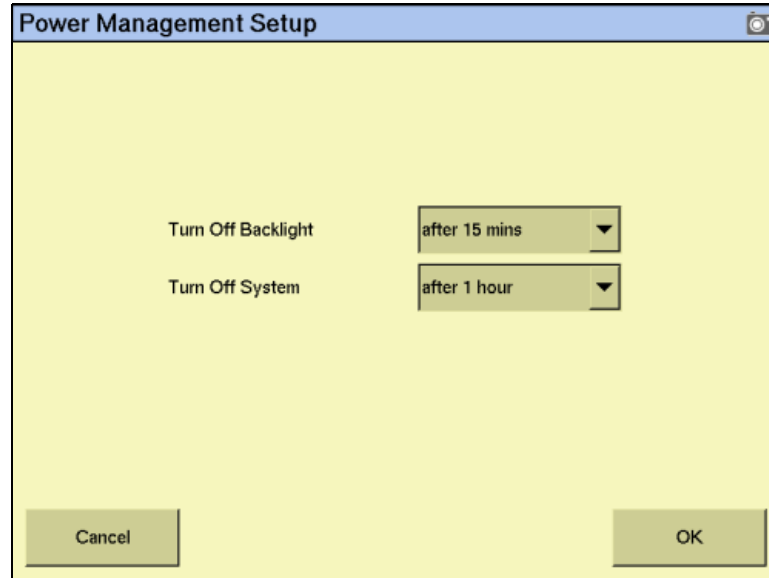 Power Management Setup
Turn Off Backlight after 15 mins
Turn Off System after 1 hour
Cancel OK